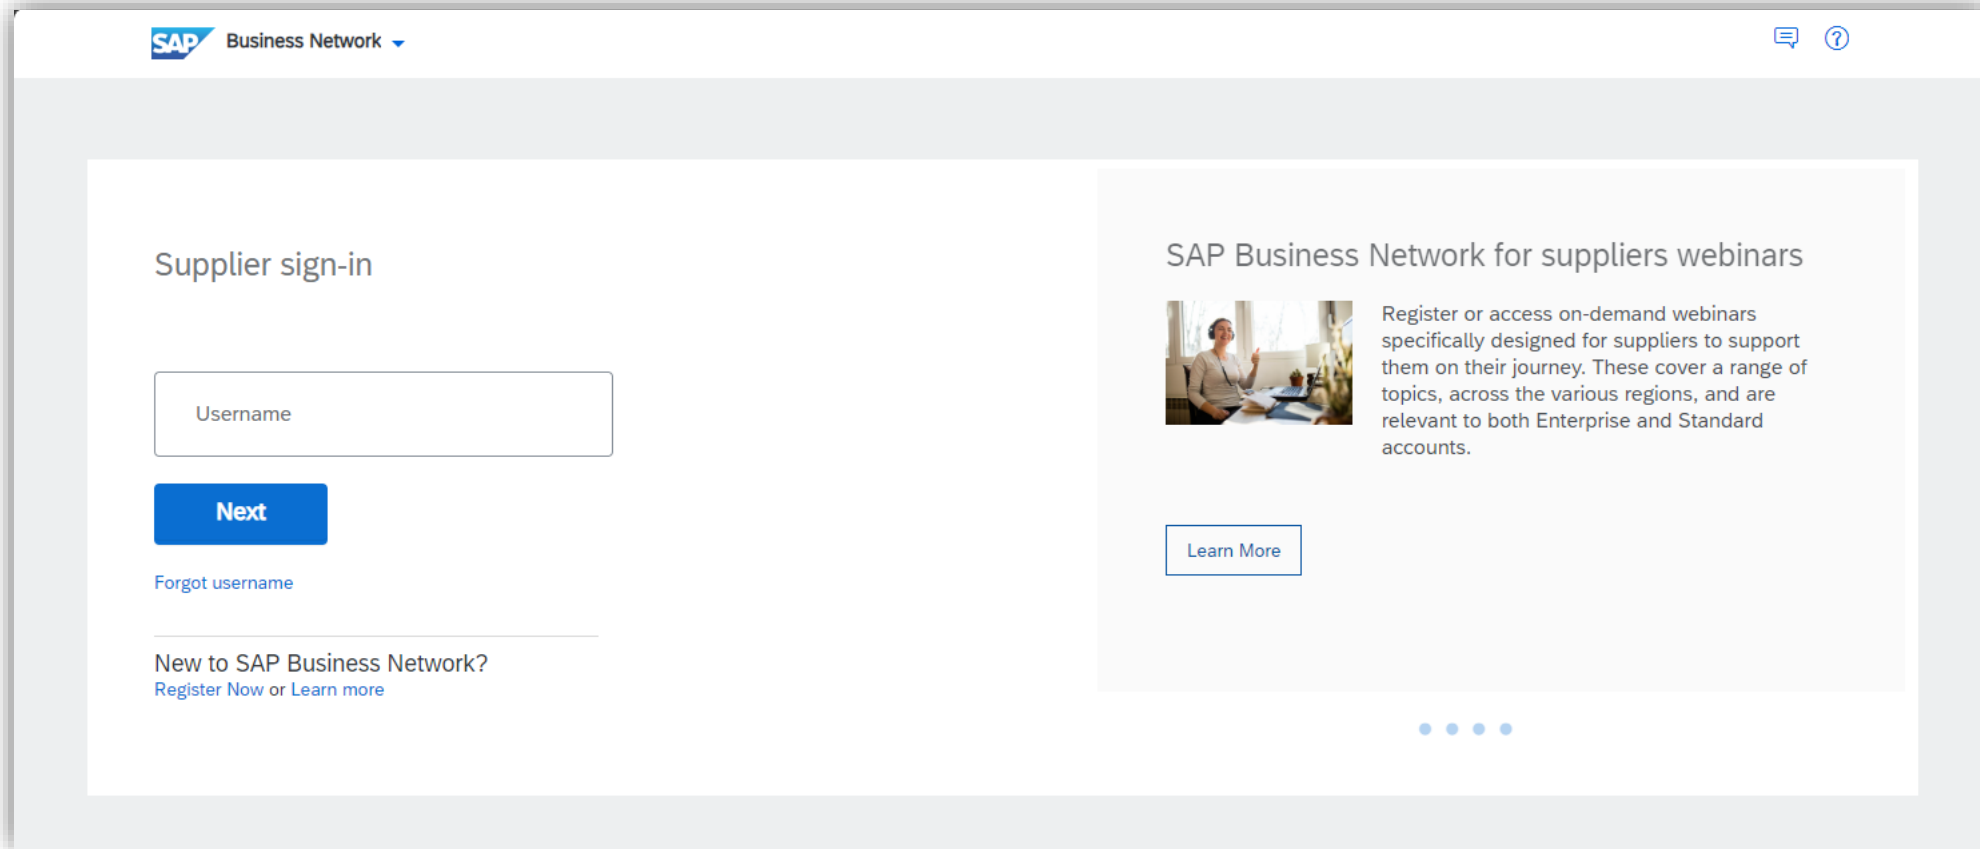 SAP Business Network
Supplier sign-in
Username
Next
Forgot username
New to SAP Business Network?
Register Now or Learn more
SAP Business Network for suppliers webinars
Register or access on-demand webinars
specifically designed for suppliers to support
them on their journey. These cover a range of
topics, across the various regions, and are
relevant to both Enterprise and Standard
accounts.
Learn More